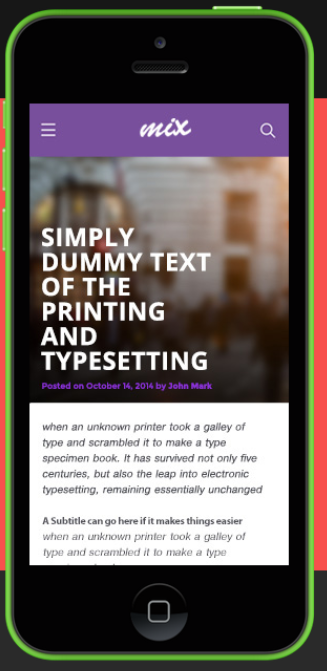 mix
SIMPLY
DUMMY TEXT
OF THE
PRINTING
AND
TYPESETTING
Posted on October 14, 2014 by John Mark
when an unknown printer took a galley of
type and scrambled it to make a type
specimen book. It has survived not only five
centuries, but also the leap into electronic
typesetting, remaining essentially unchanged
A Subtitle can go here if it makes things easier
when an unknown printer took a galley of
type and scrambled it to make a type